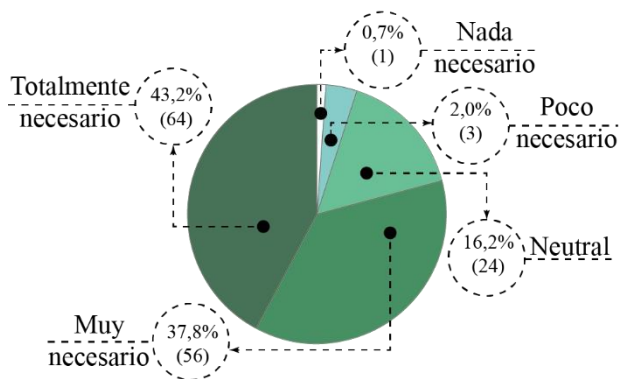 0,7%
(1)
Nada
necesario
Totalmente
necesario
43,2%
(64)
2,0%
(3)
Poco
necesario
16,2%
(24)
Neutral
Muy
necesario
37,8%
(56)